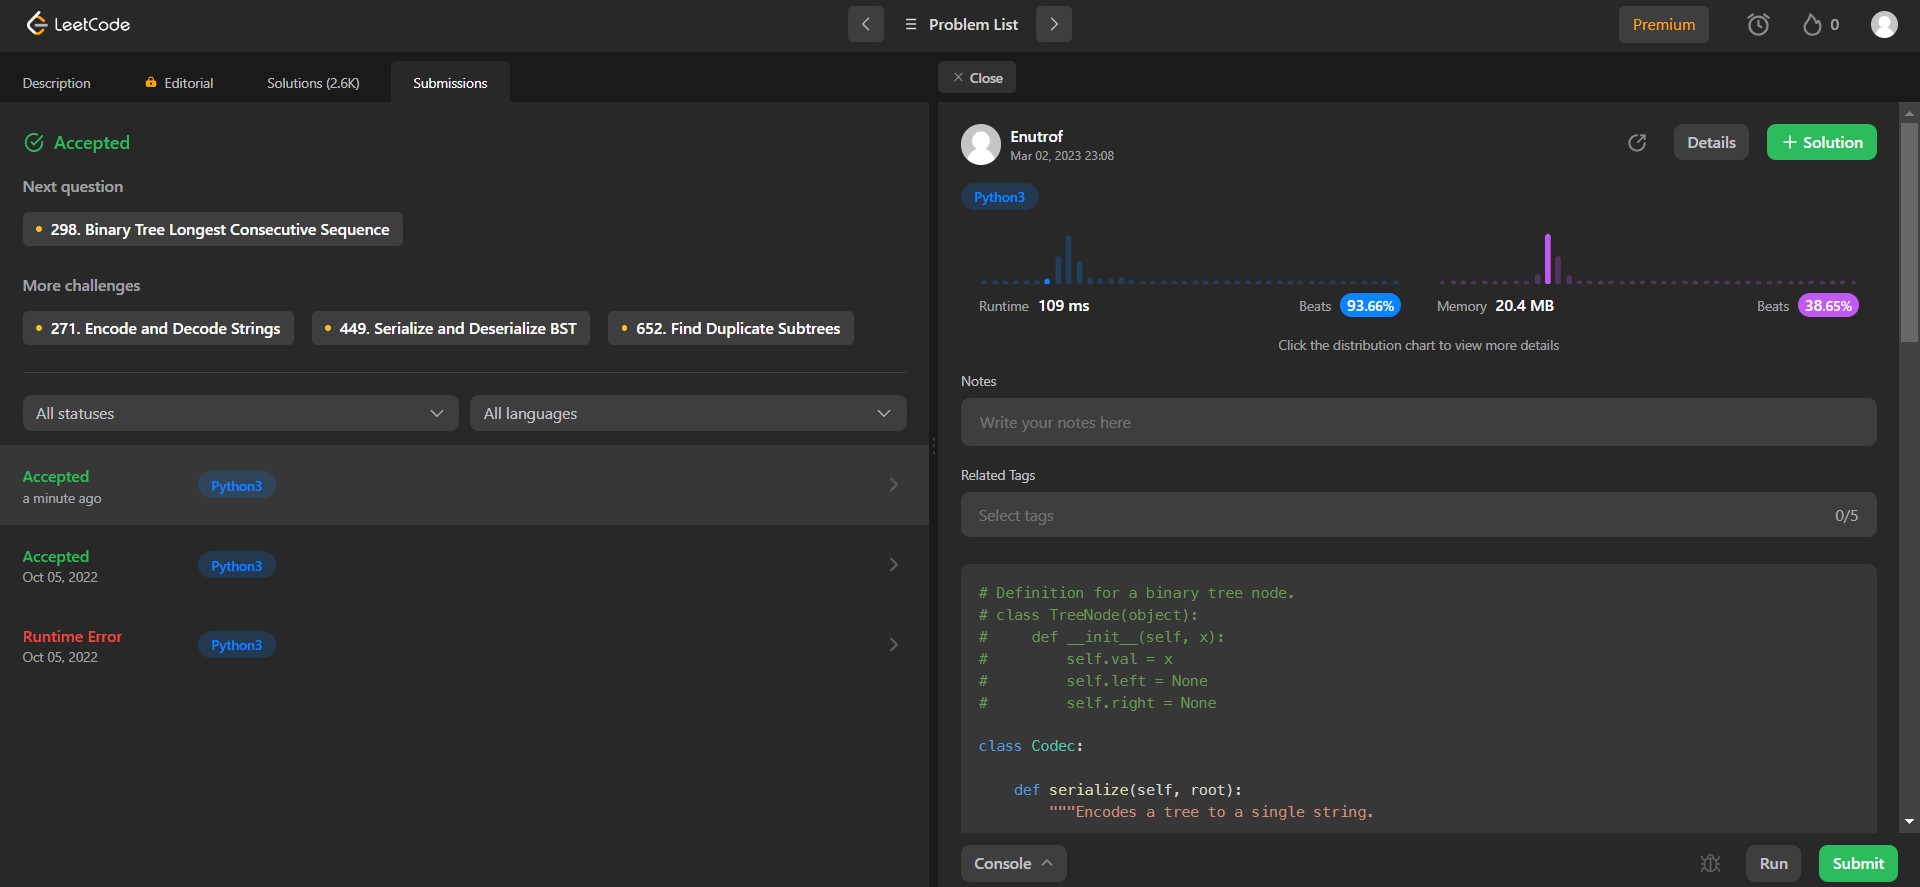 LeetCode
Problem List
Premium
0
Description
Editorial
Solutions (2.6K)
Submissions
Close
Accepted
Next question
298. Binary Tree Longest Consecutive Sequence
More challenges
271. Encode and Decode Strings
449. Serialize and Deserialize BST
652. Find Duplicate Subtrees
All statuses
All languages
Accepted
a minute ago
Python3
Accepted
Oct 05, 2022
Python3
Runtime Error
Oct 05, 2022
Python3
Enutrof
Mar 02, 2023 23:08
Details
+ Solution
Python3
Runtime 109 ms
Beats 93.66%
Memory 20.4 MB
Beats 38.65%
Click the distribution chart to view more details
Notes
Write your notes here
Related Tags
Select tags
0/5
# Definition for a binary tree node.
# class TreeNode(object):
#     def __init__(self, x):
#         self.val = x
#         self.left = None
#         self.right = None
class Codec:
    def serialize(self, root):
        """Encodes a tree to a single string.
Console
Run
Submit